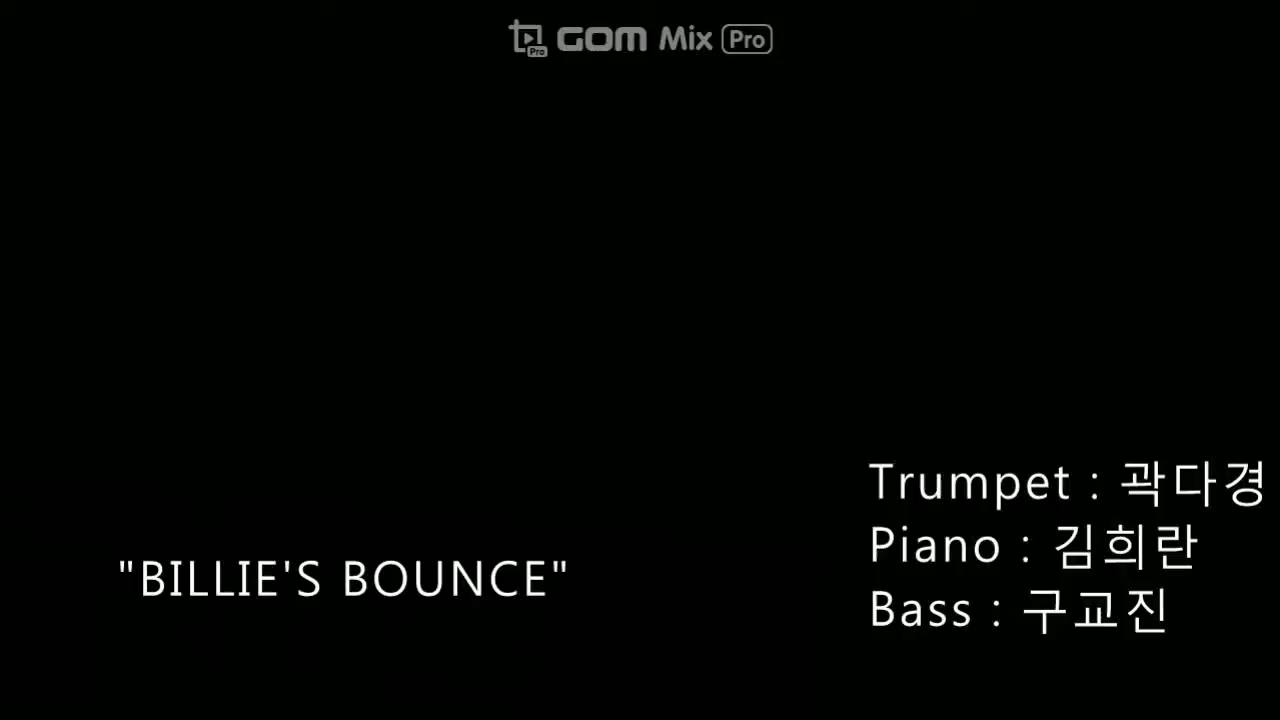 GOM Mix Pro
Trumpet : 곽다경
Piano : 김희란
"BILLIE'S BOUNCE"
Bass : 구교진